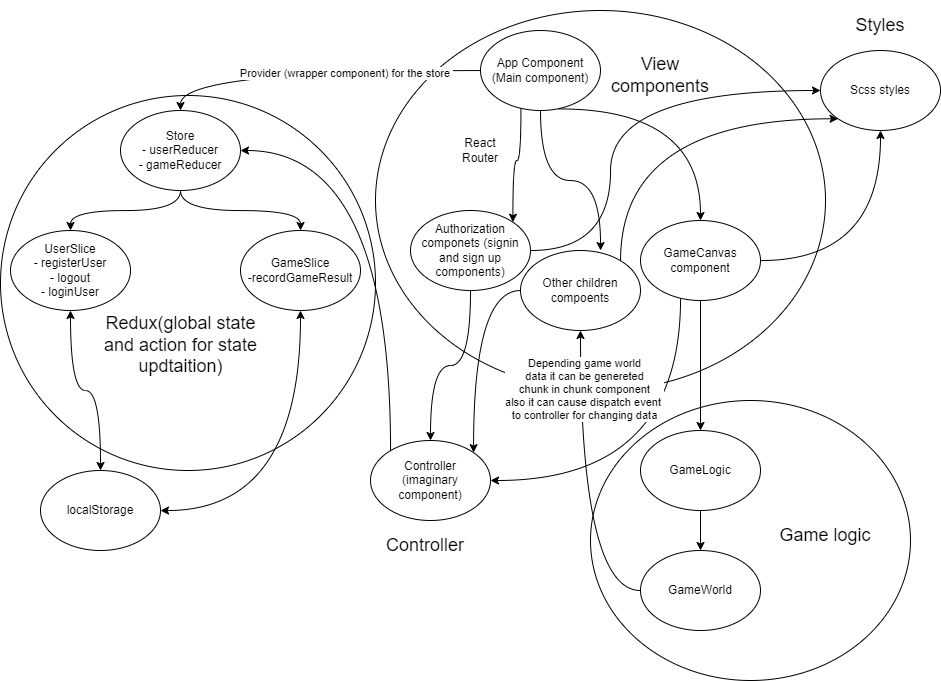 Styles
App Component
(Main component)
View
components
Provider (wrapper component) for the store
Scss styles
Store
- userReducer
- gameReducer
React
Router
Authorization
componets (signin
and sign up
components)
UserSlice
- registerUser
- logout
- loginUser
GameSlice
-recordGameResult
GameCanvas
component
Other children
compoents
Redux(global state
and action for state
updtaition)
Depending game world
data it can be genereted
chunk in chunk component
also it can cause dispatch event
to controller for changing data
Controller
(imaginary
component)
GameLogic
localStorage
Controller
Game logic
GameWorld